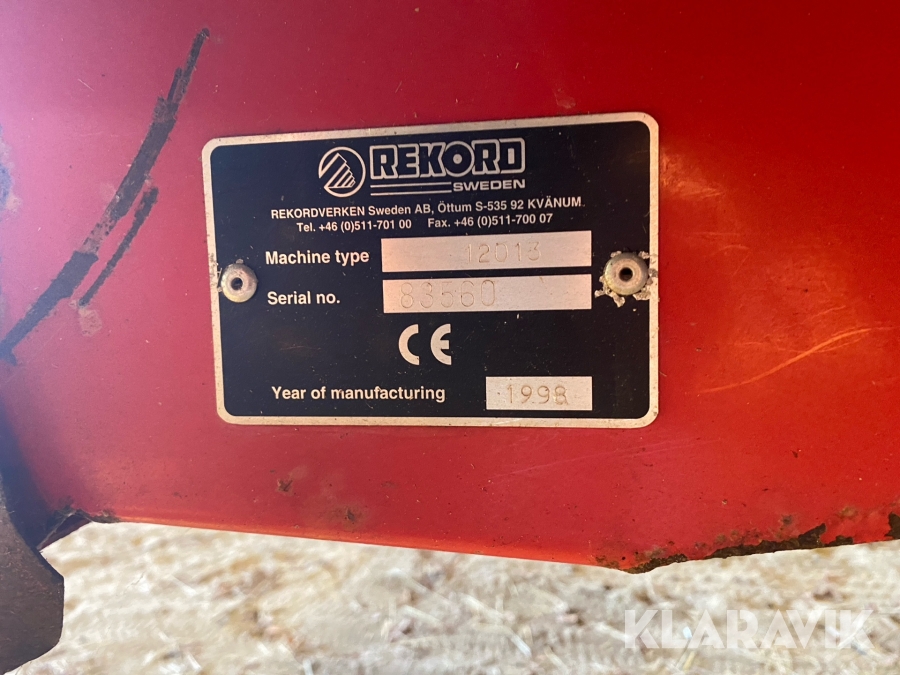 REKORD
SWEDEN
REKORDVERKEN Sweden AB, Öttum S-535 92 KVÄNUM
Tel. +46 (0)511-701 00 Fax. +46 (0)511-700 07
Machine type 12013
Serial no. 83560
CE
Year of manufacturing 1998
KLARAVIK